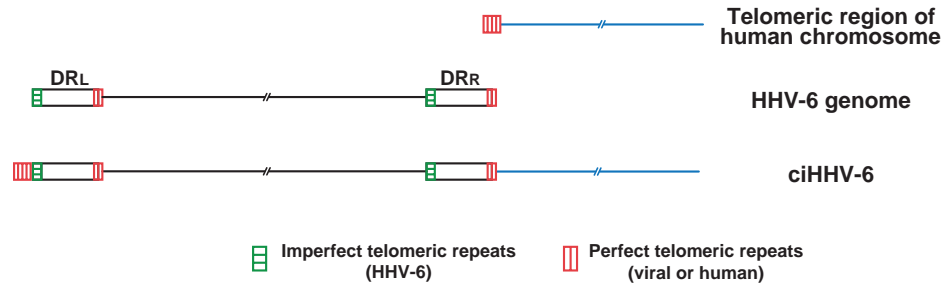 Telomeric region of
human chromosome
DRL
DRR
HHV-6 genome
ciHHV-6
Imperfect telomeric repeats
(HHV-6)
Perfect telomeric repeats
(viral or human)